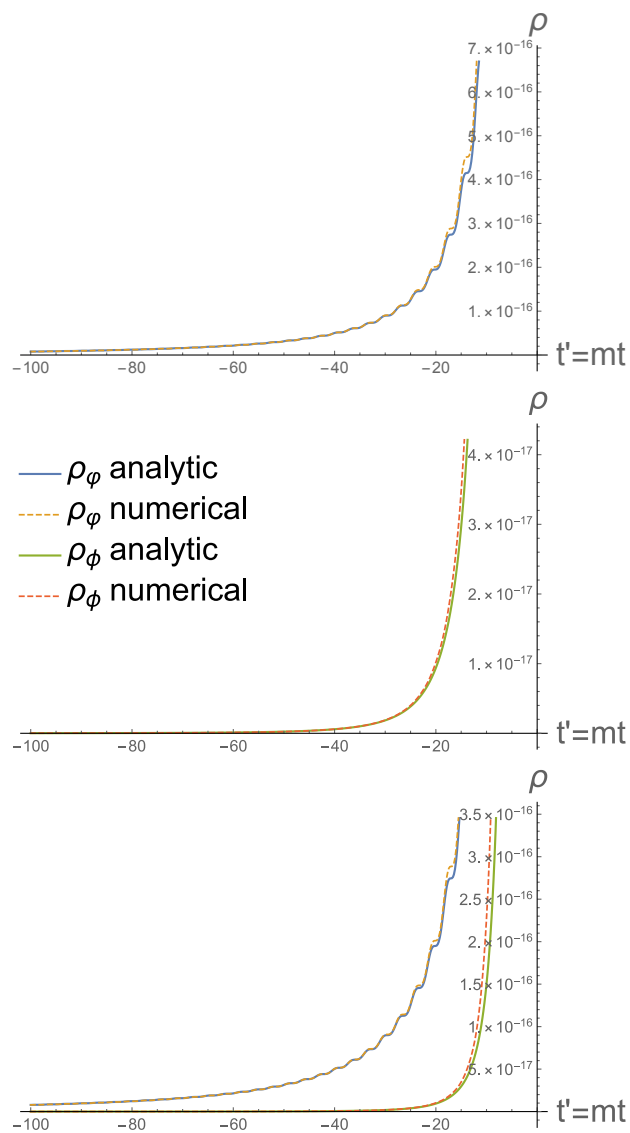 ρ
7.×10⁻¹⁶
6.×10⁻¹⁶
5.×10⁻¹⁶
4.×10⁻¹⁶
3.×10⁻¹⁶
2.×10⁻¹⁶
1.×10⁻¹⁶
t'=mt
−100 −80 −60 −40 −20
ρ
4.×10⁻¹⁷
3.×10⁻¹⁷
2.×10⁻¹⁷
1.×10⁻¹⁷
ρ_φ analytic
ρ_φ numerical
ρ_ϕ analytic
ρ_ϕ numerical
t'=mt
−100 −80 −60 −40 −20
ρ
3.5×10⁻¹⁶
3.×10⁻¹⁶
2.5×10⁻¹⁶
2.×10⁻¹⁶
1.5×10⁻¹⁶
1.×10⁻¹⁶
5.×10⁻¹⁷
t'=mt
−100 −80 −60 −40 −20